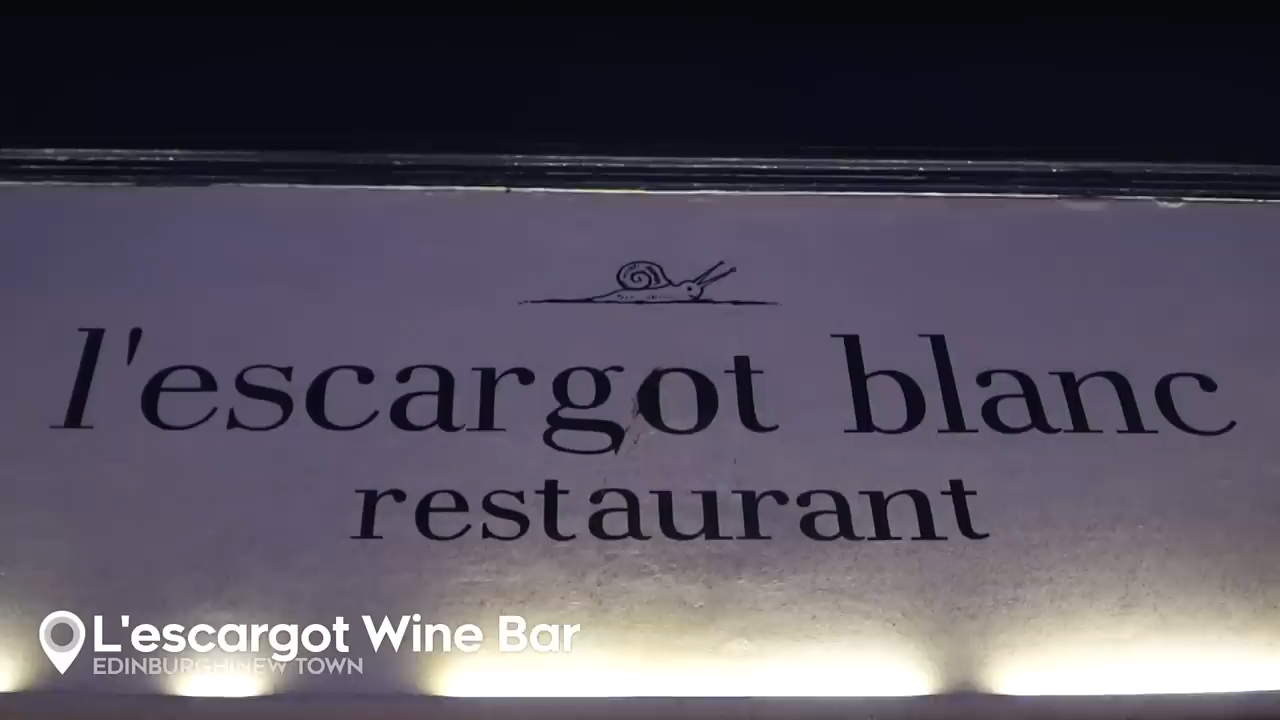 l'escargot blanc
restaurant
L'escargot Wine Bar
EDINBURGH NEW TOWN